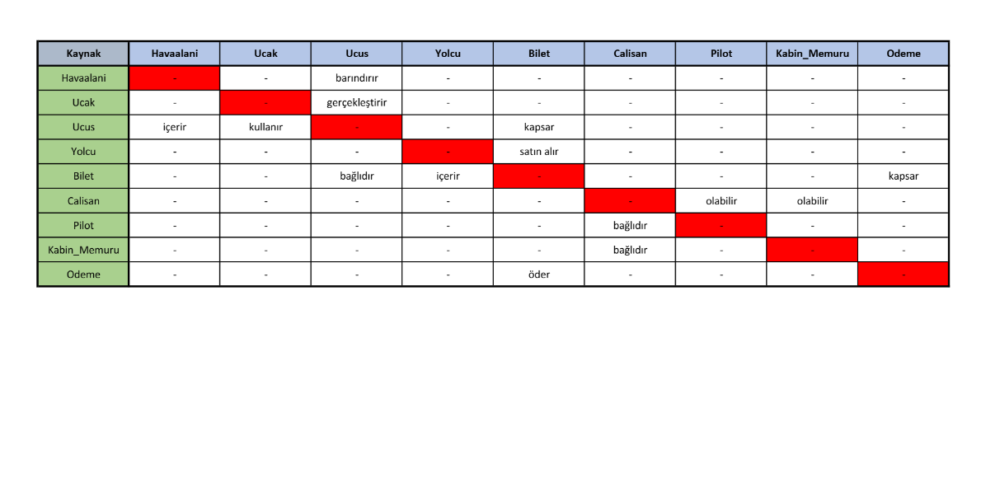 Kaynak Havaalani Ucak Ucus Yolcu Bilet Calisan Pilot Kabin_Memuru Odeme
Havaalani - - barındırır - - - - - -
Ucak - - gerçekleştirir - - - - - -
Ucus içerir kullanır - - kapsar - - - -
Yolcu - - - - satın alır - - - -
Bilet - - bağlıdır içerir - - - - kapsar
Calisan - - - - - - olabilir olabilir -
Pilot - - - - - bağlıdır - - -
Kabin_Memuru - - - - - bağlıdır - - -
Odeme - - - - öder - - - -